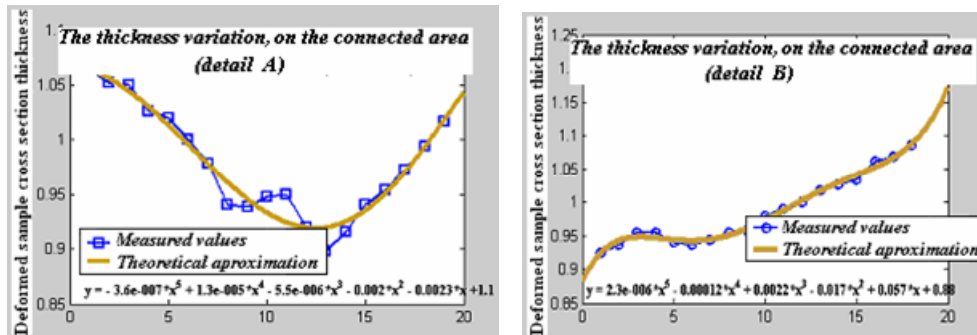 Deformed sample cross section thickness
The thickness variation, on the connected area
(detail A)
1.1
1.05
1
0.95
0.9
0.85
Measured values
Theoretical aproximation
y = - 3.6e-007*x^5 + 1.3e-005*x^4 - 5.5e-006*x^3 - 0.002*x^2 - 0.0023*x +1.1
0 5 10 15 20
Deformed sample cross section thickness
The thickness variation, on the connected area
(detail B)
1.25
1.2
1.15
1.1
1.05
1
0.95
0.9
0.85
Measured values
Theoretical aproximation
y = 2.3e-006*x^5 - 0.00012*x^4 + 0.0022*x^3 - 0.017*x^2 + 0.057*x + 0.88
0 5 10 15 20